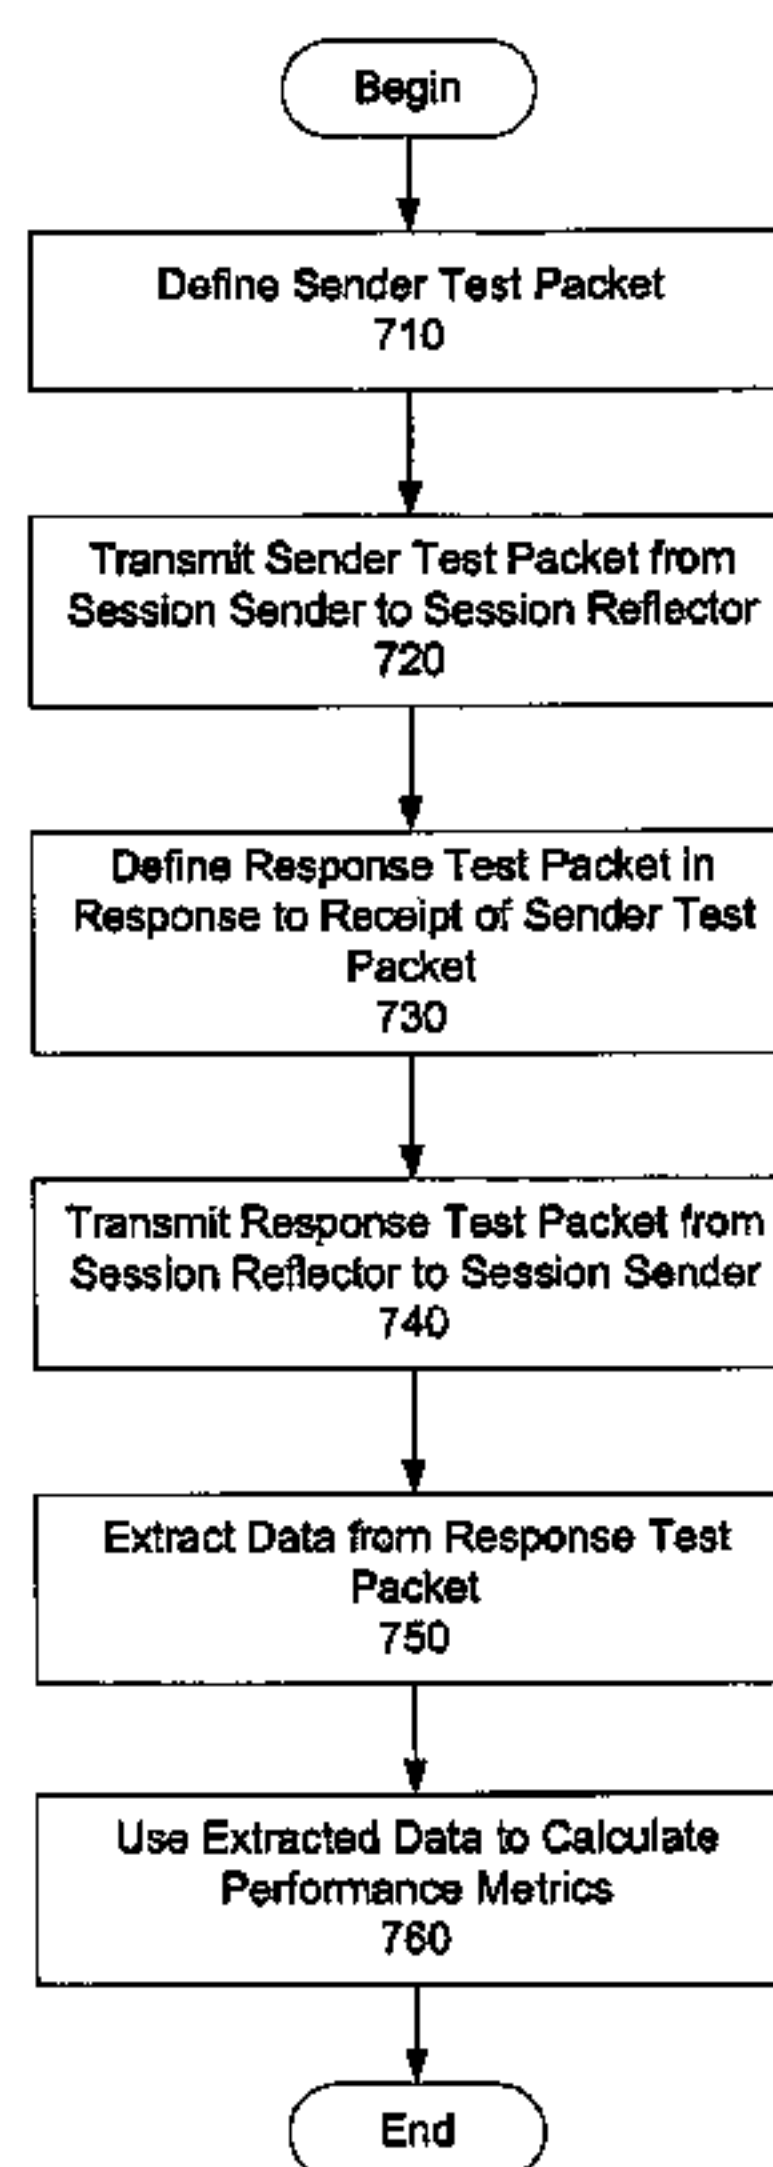 Begin
Define Sender Test Packet
710
Transmit Sender Test Packet from
Session Sender to Session Reflector
720
Define Response Test Packet in
Response to Receipt of Sender Test
Packet
730
Transmit Response Test Packet from
Session Reflector to Session Sender
740
Extract Data from Response Test
Packet
750
Use Extracted Data to Calculate
Performance Metrics
760
End